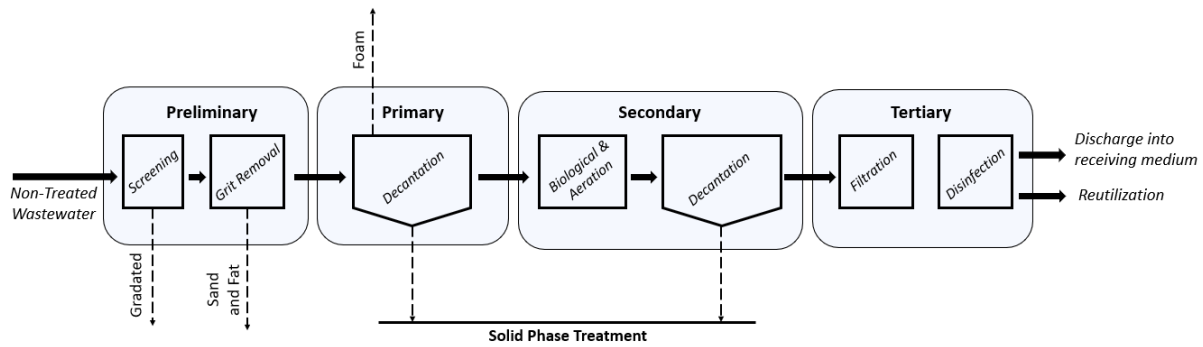 Foam
Preliminary
Primary
Secondary
Tertiary
Screening
Grit Removal
Decantation
Biological &
Aeration
Decantation
Filtration
Disinfection
Discharge into
receiving medium
Reutilization
Non-Treated
Wastewater
Gradated
Sand
and Fat
Solid Phase Treatment